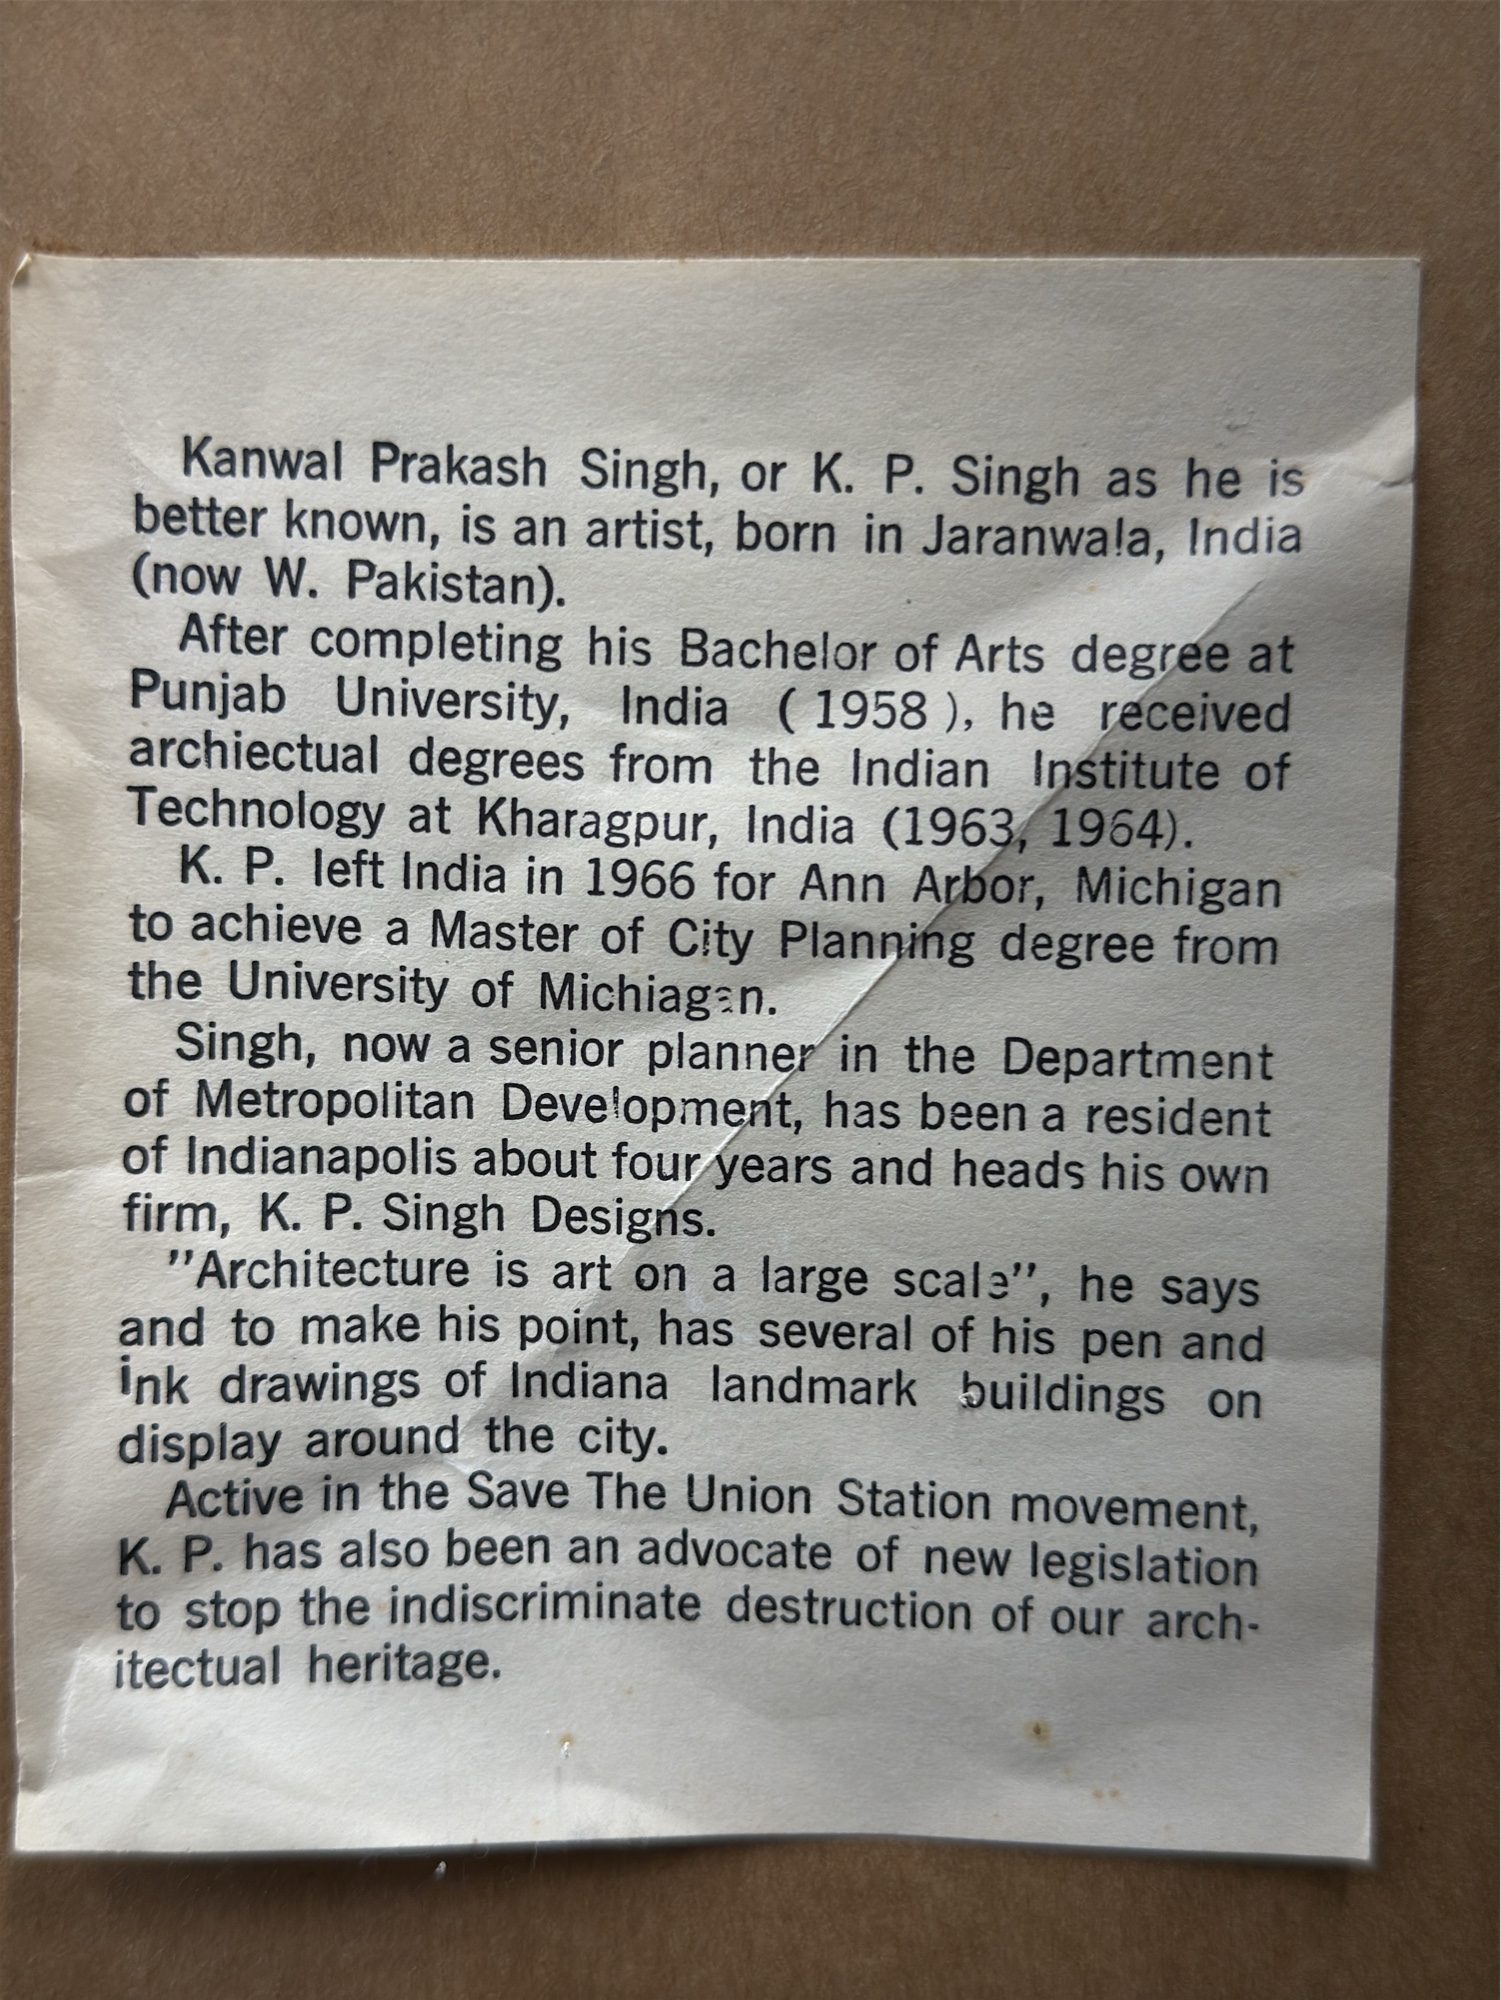 Kanwal Prakash Singh, or K. P. Singh as he is
better known, is an artist, born in Jaranwala, India
(now W. Pakistan).
After completing his Bachelor of Arts degree at
Punjab University, India ( 1958 ), he received
archiectual degrees from the Indian Institute of
Technology at Kharagpur, India (1963, 1964).
K. P. left India in 1966 for Ann Arbor, Michigan
to achieve a Master of City Planning degree from
the University of Michiagan.
Singh, now a senior planner in the Department
of Metropolitan Development, has been a resident
of Indianapolis about four years and heads his own
firm, K. P. Singh Designs.
"Architecture is art on a large scale", he says
and to make his point, has several of his pen and
ink drawings of Indiana landmark buildings on
display around the city.
Active in the Save The Union Station movement,
K. P. has also been an advocate of new legislation
to stop the indiscriminate destruction of our arch-
itectual heritage.